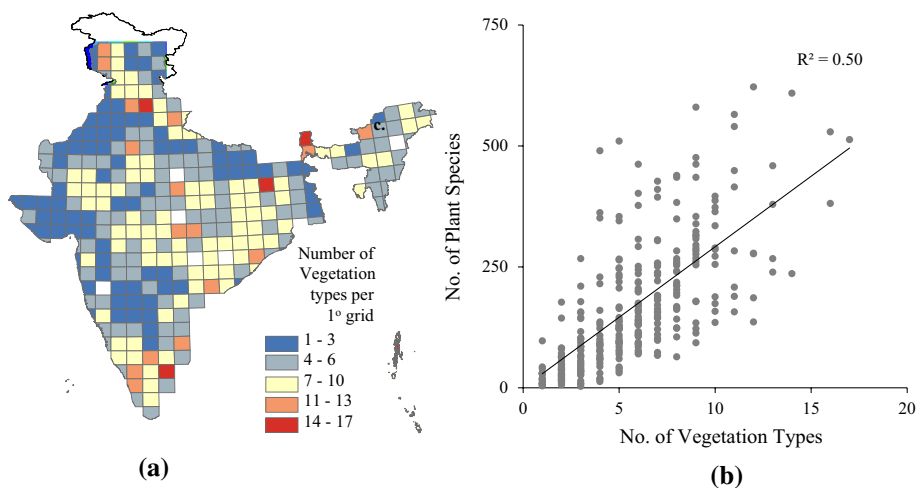 (a)
c.
Number of
Vegetation
types per
1º grid
1 - 3
4 - 6
7 - 10
11 - 13
14 - 17
(a)
750
500
250
0
No. of Plant Species
R² = 0.50
0 5 10 15 20
No. of Vegetation Types
(b)